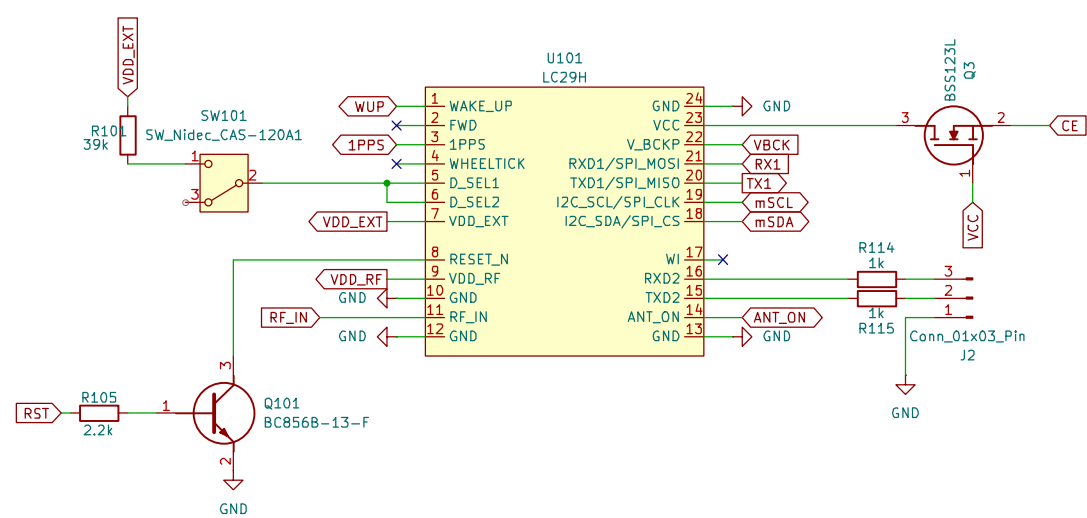 VDD_EXT
R101
39k
SW101
SW_Nidec_CAS-120A1
1
2
3
U101
LC29H
WUP
1PPS
VDD_EXT
VDD_RF
GND
RF_IN
GND
1 WAKE_UP
2 FWD
3 1PPS
4 WHEELTICK
5 D_SEL1
6 D_SEL2
7 VDD_EXT
8 RESET_N
9 VDD_RF
10 GND
11 RF_IN
12 GND
GND 24
VCC 23
V_BCKP 22
RXD1/SPI_MOSI 21
TXD1/SPI_MISO 20
I2C_SCL/SPI_CLK 19
I2C_SDA/SPI_CS 18
WI 17
RXD2 16
TXD2 15
ANT_ON 14
GND 13
GND
VBCK
RX1
TX1
mSCL
mSDA
ANT_ON
GND
BSS123L
Q3
3
2
1
CE
VCC
R114
1k
1k
R115
3
2
1
Conn_01x03_Pin
J2
GND
RST
R105
2.2k
1
3
2
Q101
BC856B-13-F
GND